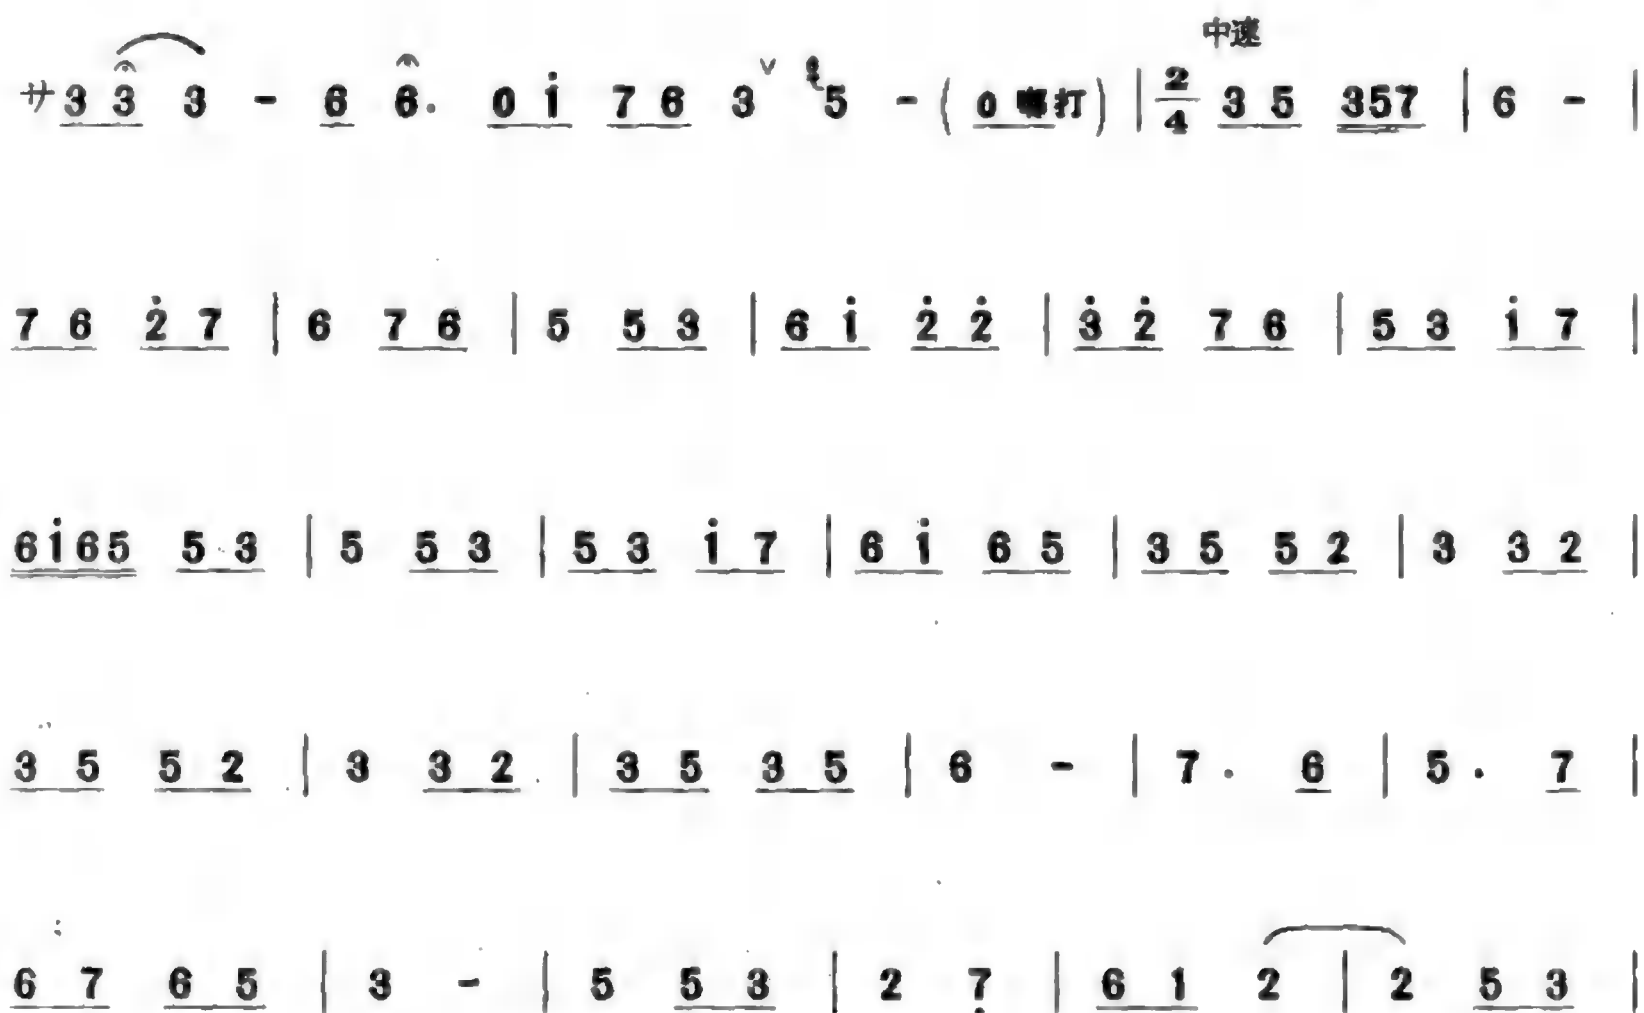 中速
サ 3 3 3 - 6 6. 0 i 7 6 3 ˅ 5 - ( 0 打 ) | 2/4 3 5 357 | 6 - |
7 6 2̇ 7 | 6 7 6 | 5 5 3 | 6 i 2̇ 2̇ | 3̇ 2̇ 7 6 | 5 3 i 7 |
6i65 5 3 | 5 5 3 | 5 3 i 7 | 6 i 6 5 | 3 5 5 2 | 3 3 2 |
3 5 5 2 | 3 3 2 | 3 5 3 5 | 6 - | 7 . 6 | 5 . 7 |
6 7 6 5 | 3 - | 5 5 3 | 2 7̣ | 6 1 2 | 2 5 3 |